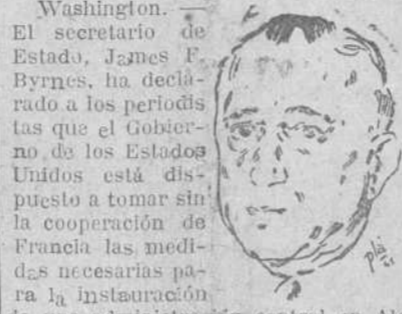 Washington. —
El secretario de
Estado, James F.
Byrnes, ha decla-
rado a los periodis
tas que el Gobier-
no de los Estados
Unidos está dis-
puesto a tomar sin
la cooperación de
Francia las medi-
das necesarias pa-
ra la instauración